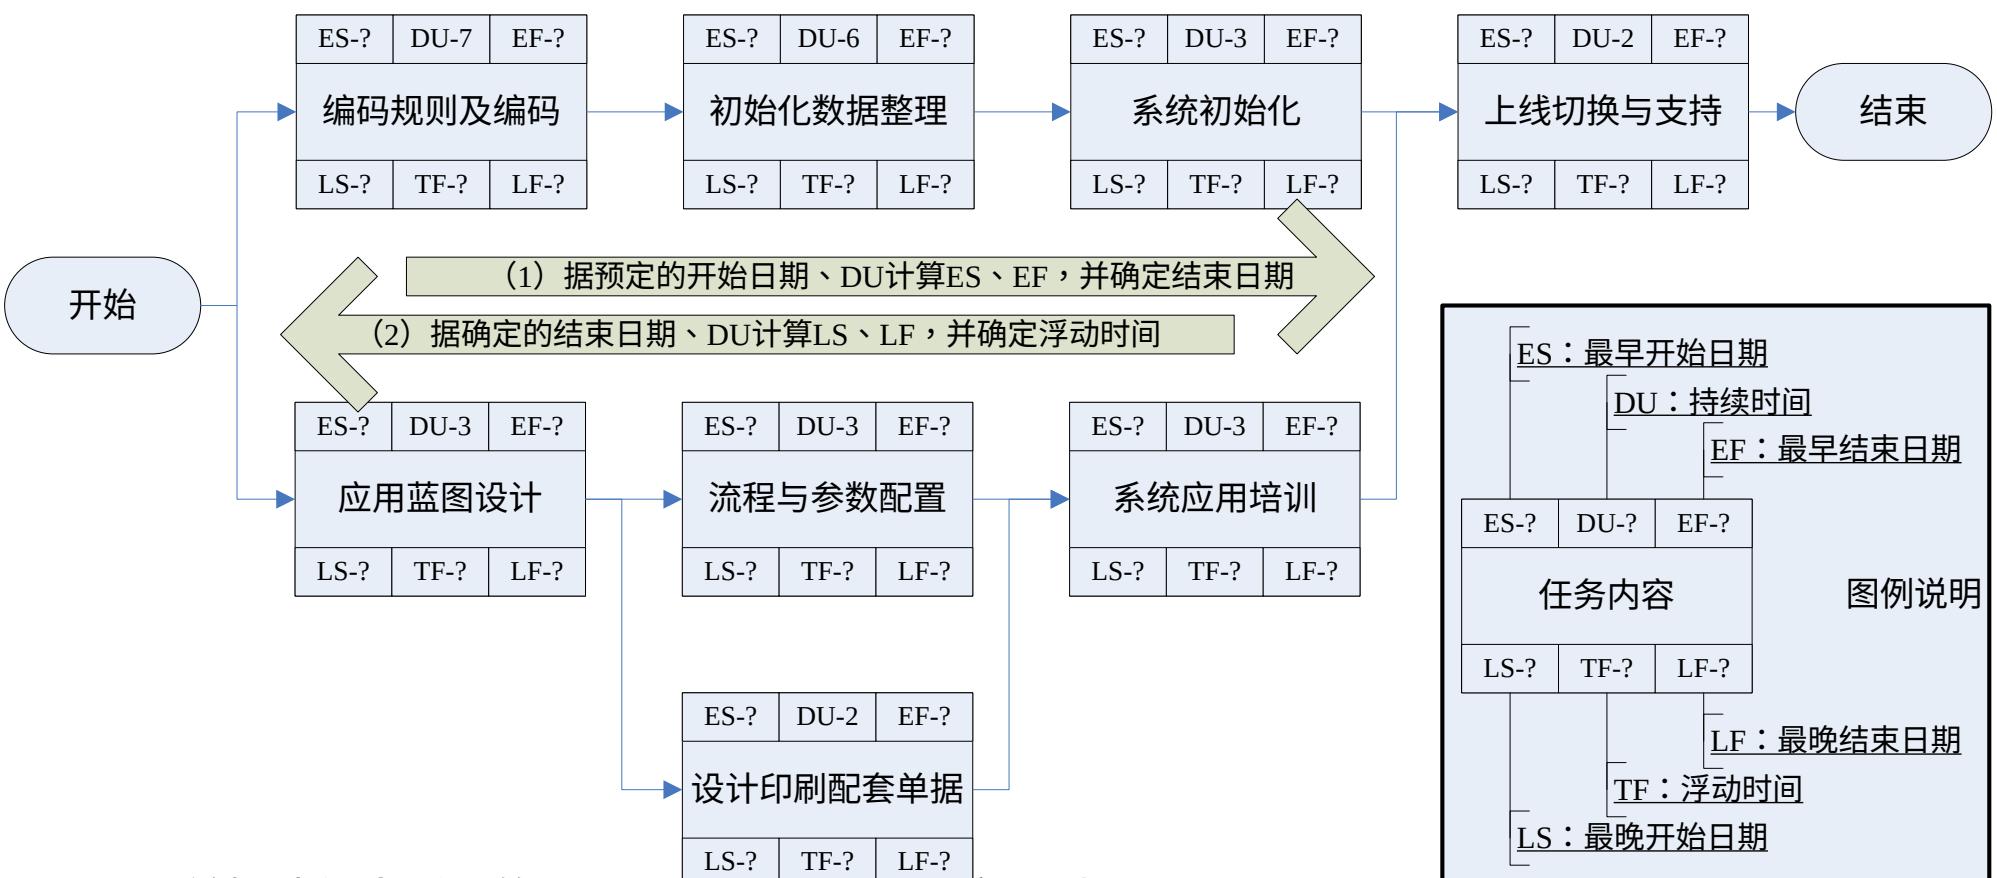 ES-? DU-7 EF-? ES-? DU-6 EF-? ES-? DU-3 EF-? ES-? DU-2 EF-?
编码规则及编码 初始化数据整理 系统初始化 上线切换与支持 结束
LS-? TF-? LF-? LS-? TF-? LF-? LS-? TF-? LF-? LS-? TF-? LF-?
开始
（1）据预定的开始日期、DU计算ES、EF，并确定结束日期
（2）据确定的结束日期、DU计算LS、LF，并确定浮动时间
ES-? DU-3 EF-? ES-? DU-3 EF-? ES-? DU-3 EF-?
应用蓝图设计 流程与参数配置 系统应用培训
LS-? TF-? LF-? LS-? TF-? LF-? LS-? TF-? LF-?
ES-? DU-2 EF-?
设计印刷配套单据
LS-? TF-? LF-?
ES：最早开始日期
DU：持续时间
EF：最早结束日期
ES-? DU-? EF-?
任务内容 图例说明
LS-? TF-? LF-?
LF：最晚结束日期
TF：浮动时间
LS：最晚开始日期